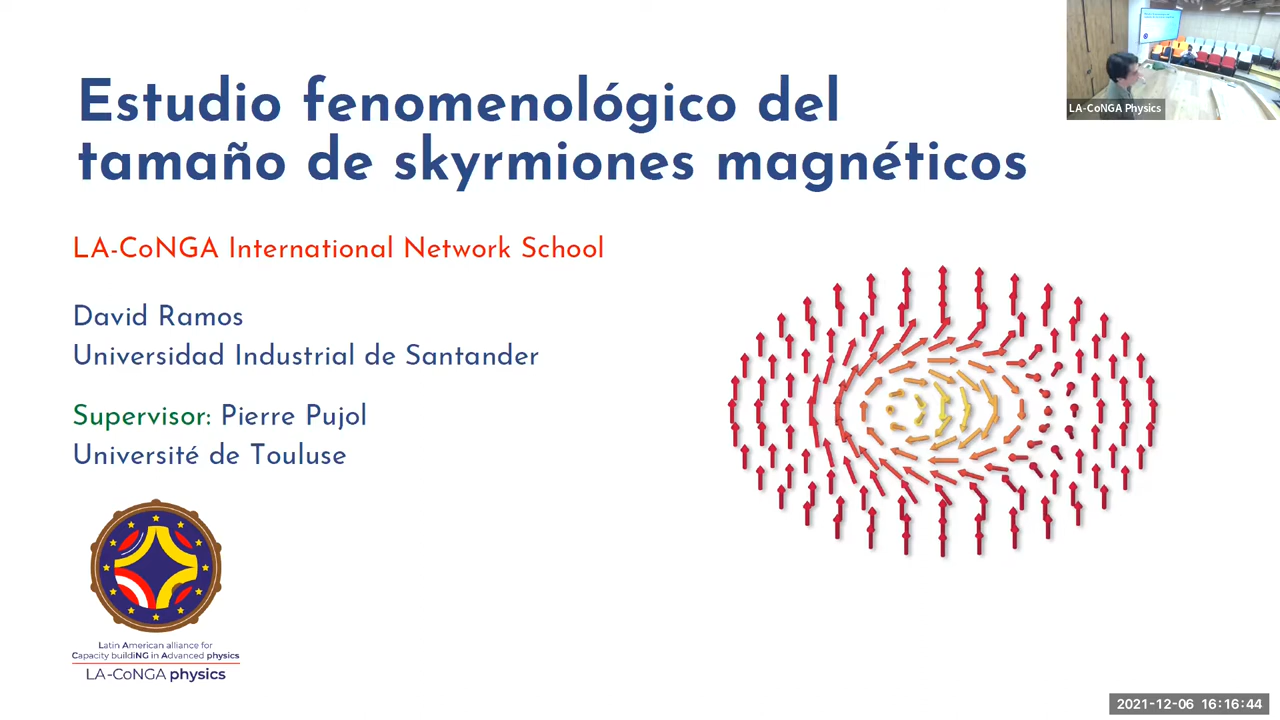 Estudio fenomenológico del
tamaño de skyrmiones magnéticos
LA-CoNGA International Network School
David Ramos
Universidad Industrial de Santander
Supervisor: Pierre Pujol
Université de Touluse
Latin American alliance for
Capacity buildiNG in Advanced physics
LA-CoNGA physics
LA-CoNGA Physics
2021-12-06 16:16:44